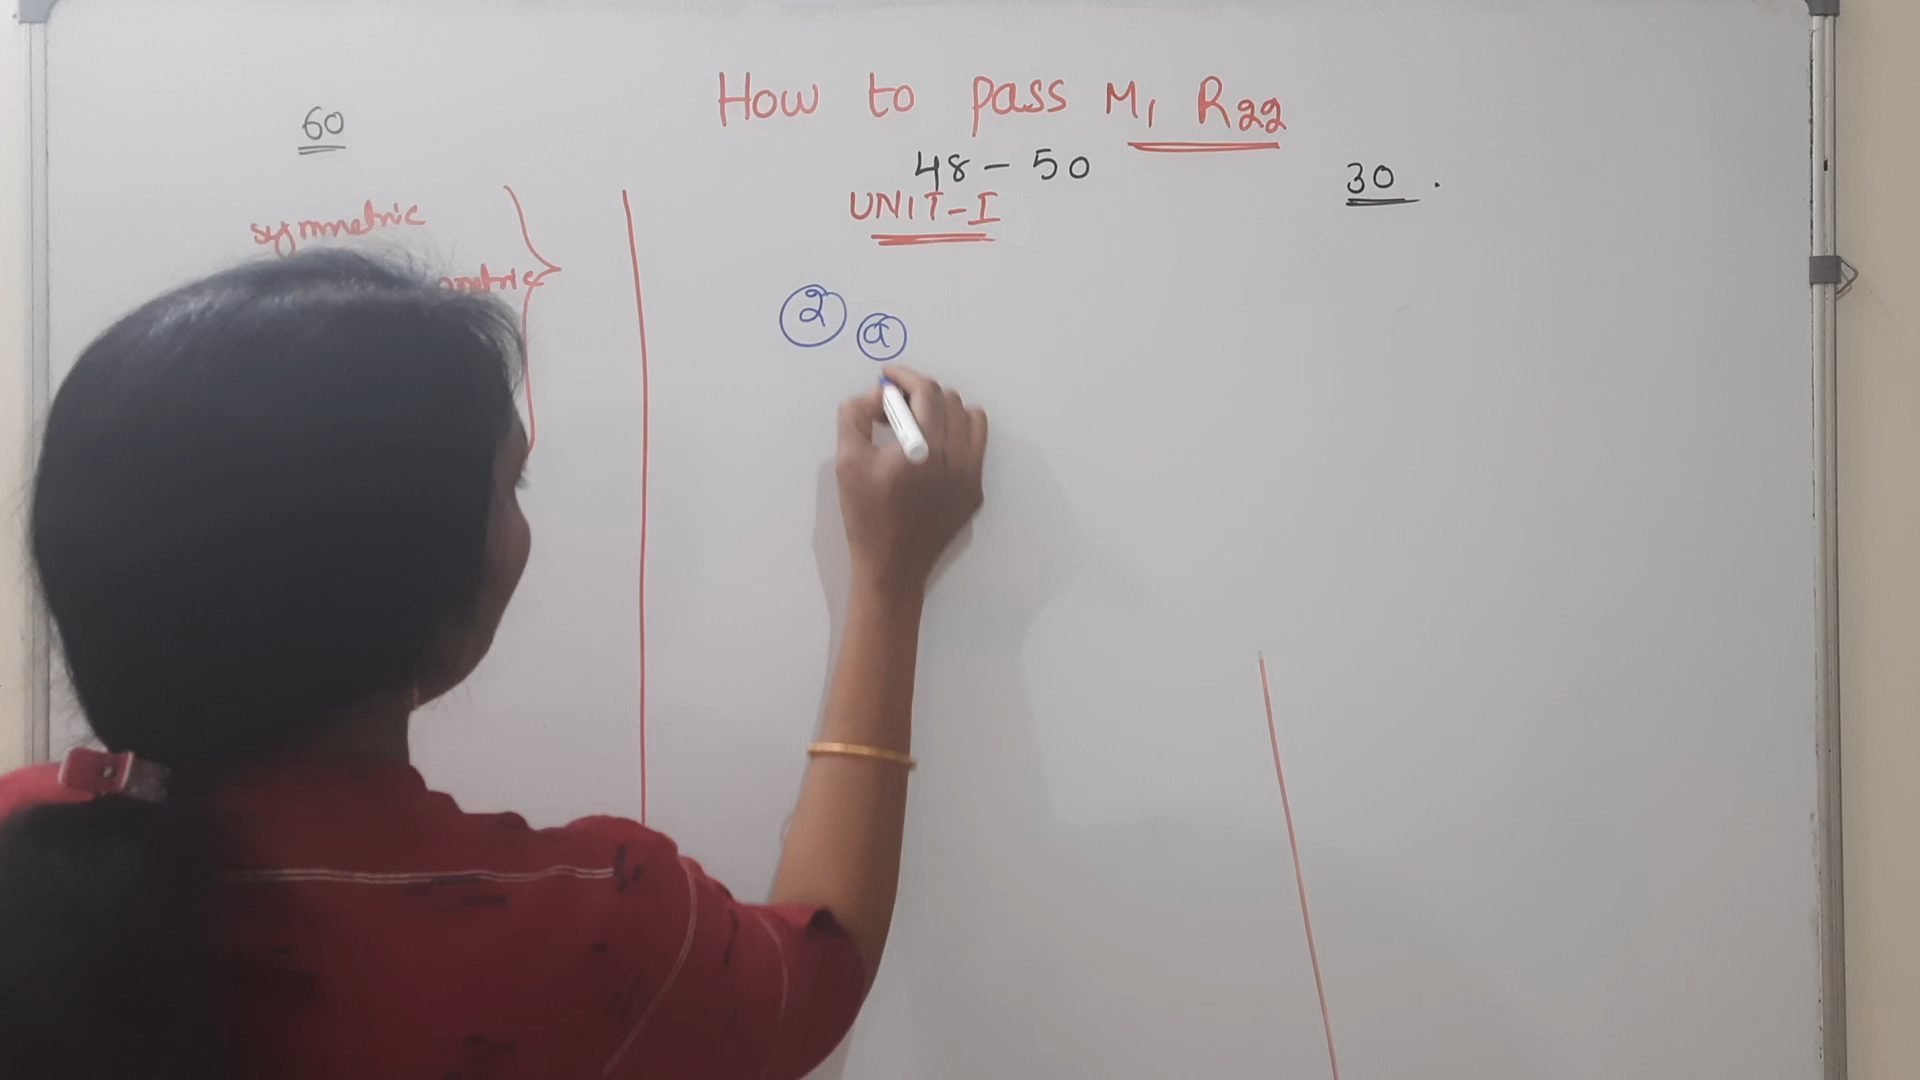 How to pass M1 R22
60
48 - 50
30 .
UNIT-I
symmetric
2 a